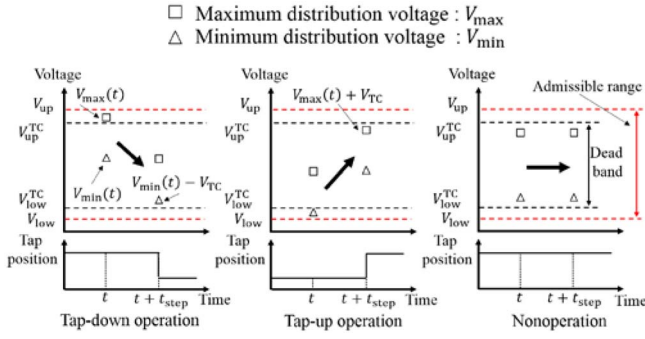 □ Maximum distribution voltage : V_max
△ Minimum distribution voltage : V_min
Voltage
V_up
V_up^TC
V_low^TC
V_low
V_max(t)
V_min(t)
V_min(t) − V_TC
Tap
position
t
t + t_step
Time
Tap-down operation
Voltage
V_up
V_up^TC
V_low^TC
V_low
V_max(t) + V_TC
Tap
position
t
t + t_step
Time
Tap-up operation
Voltage
Admissible range
V_up
V_up^TC
V_low^TC
V_low
Dead
band
Tap
position
t
t + t_step
Time
Nonoperation